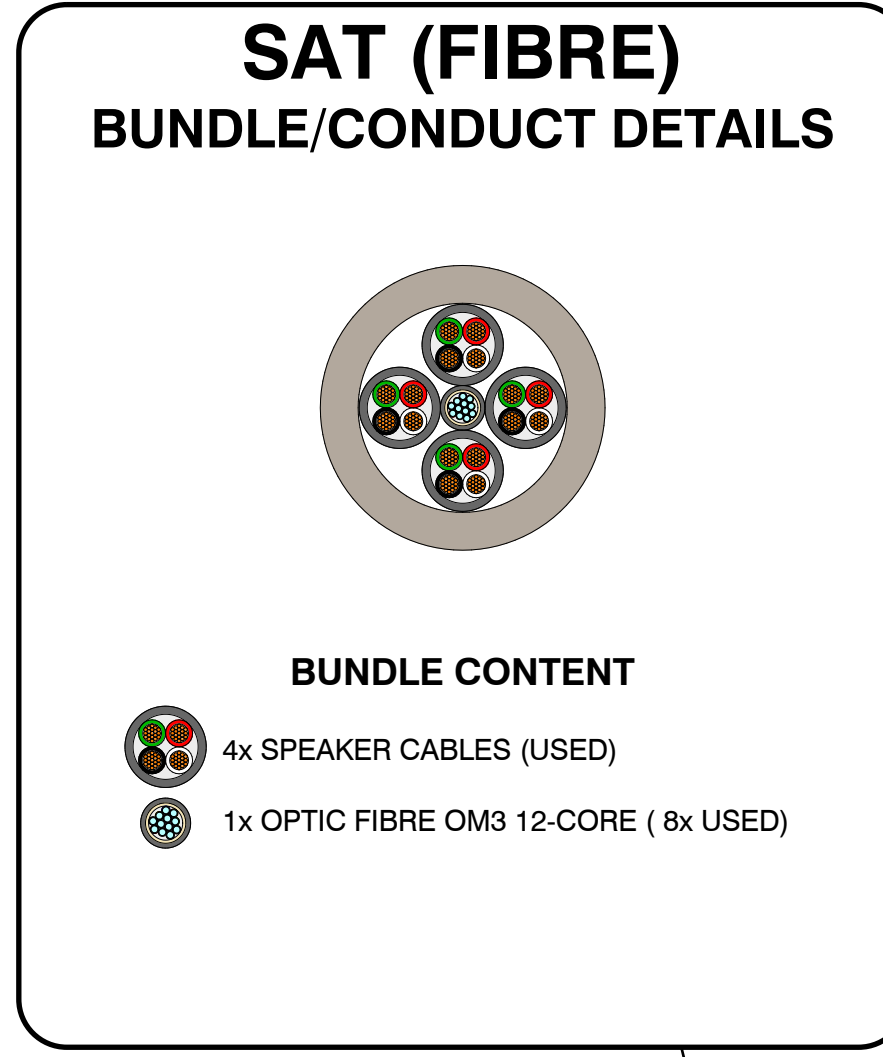 SAT (FIBRE)
BUNDLE/CONDUCT DETAILS
BUNDLE CONTENT
4x SPEAKER CABLES (USED)
1x OPTIC FIBRE OM3 12-CORE ( 8x USED)